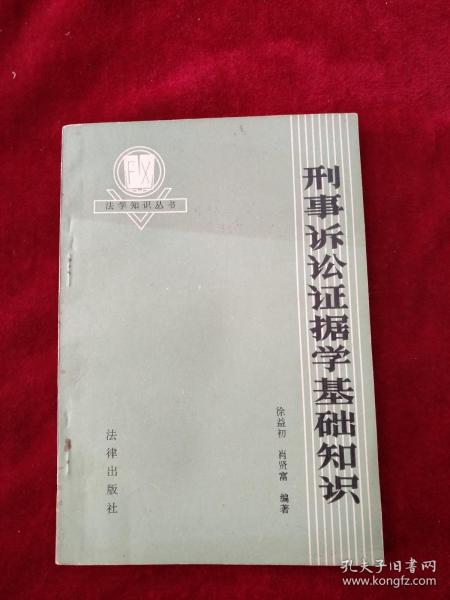 FX
法学知识丛书
刑事诉讼证据学基础知识
徐益初 肖贤富 编著
法律出版社
孔夫子旧书网
www.kongfz.com